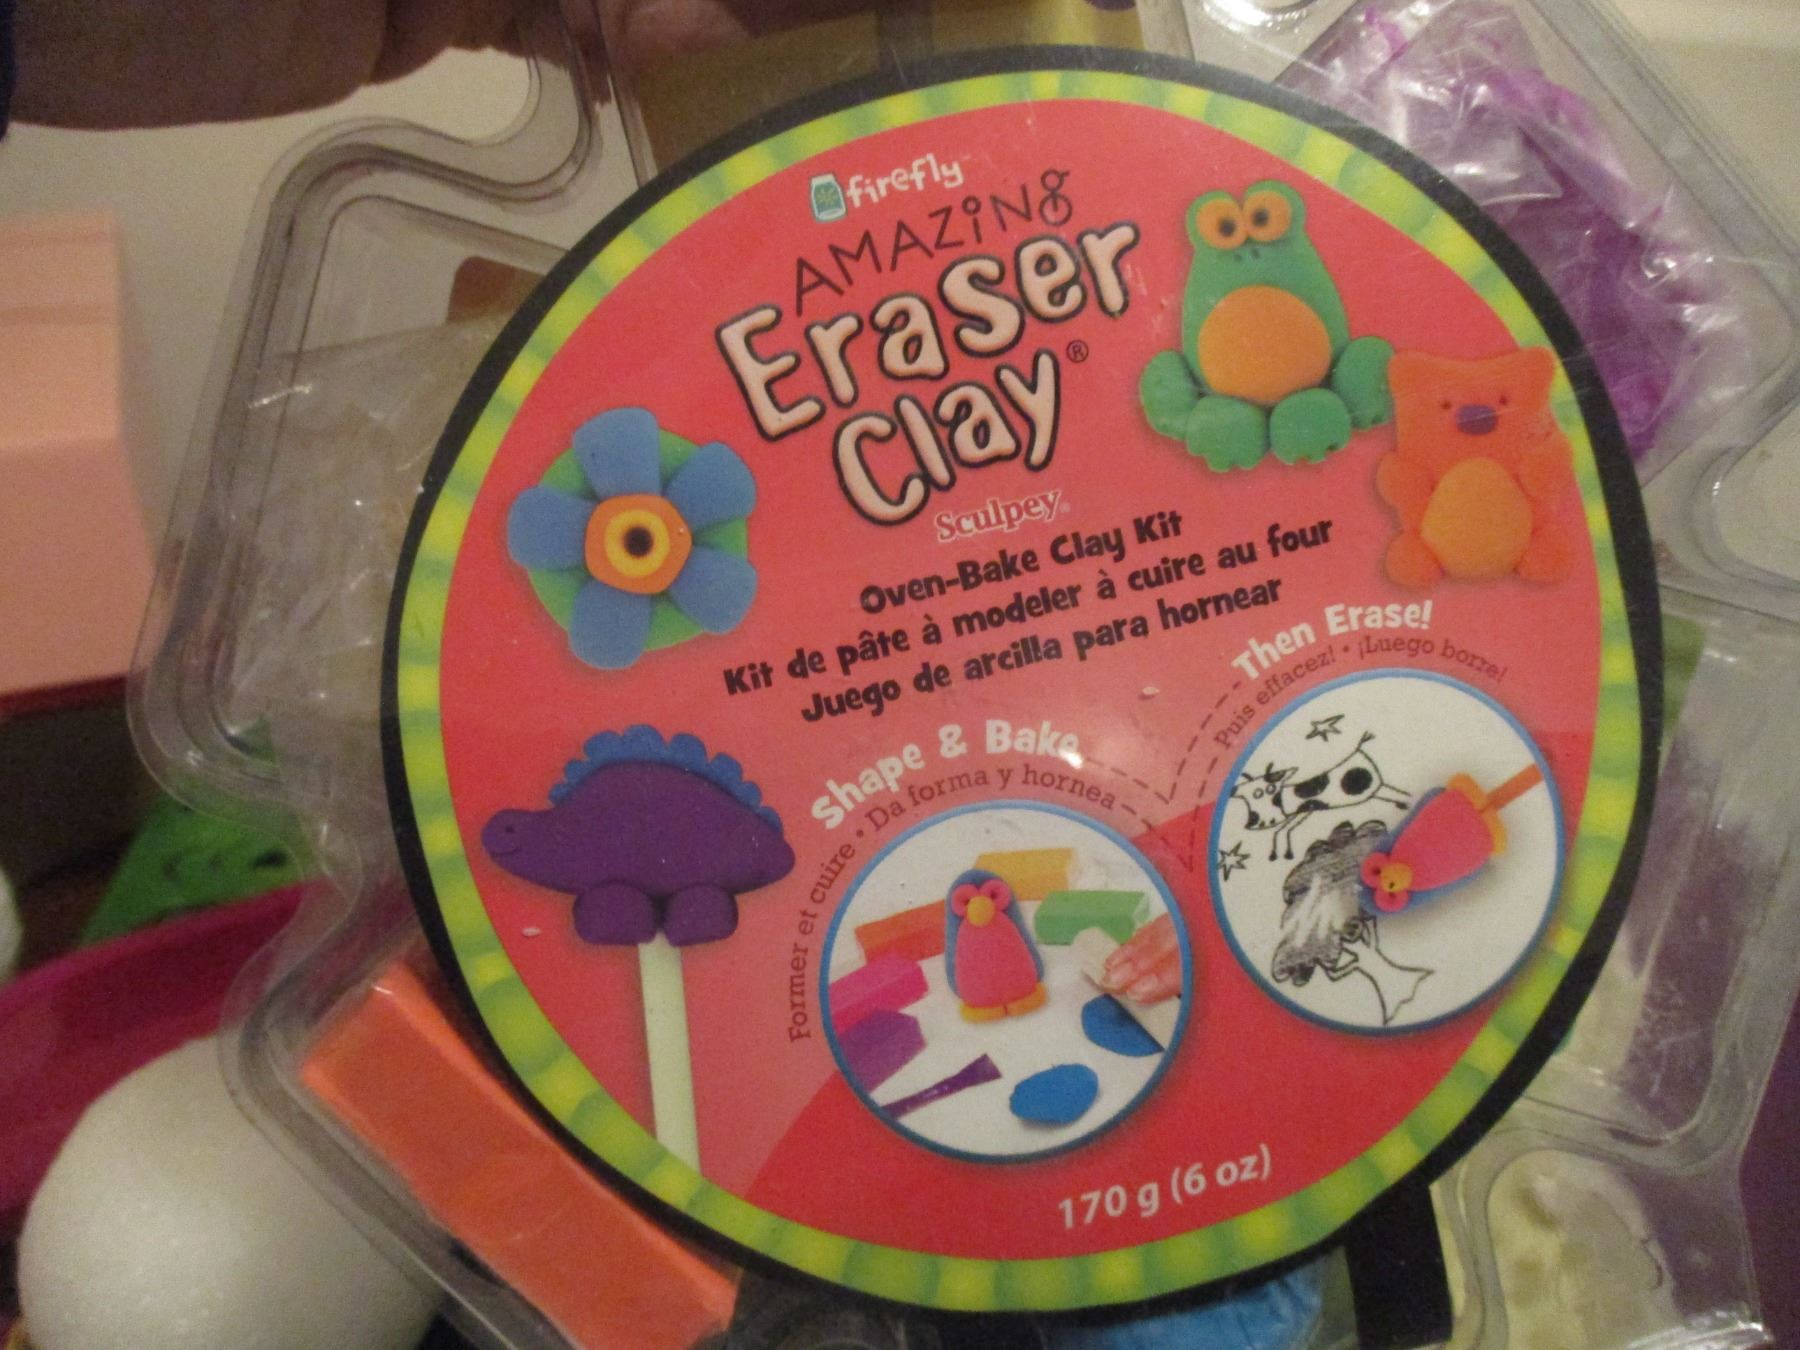 firefly
AMAZING
Eraser
Clay®
Sculpey
Oven-Bake Clay Kit
Kit de pâte à modeler à cuire au four
Juego de arcilla para hornear
Shape & Bake
Former et cuire • Da forma y hornea
Then Erase!
Puis effacez! • ¡Luego borre!
170 g (6 oz)